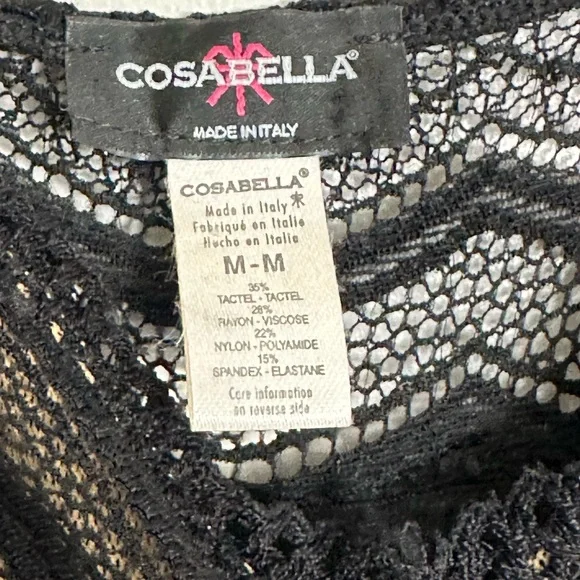 COSABELLA®
MADE IN ITALY
COSABELLA®
Made in Italy
Fabriqué en Italie
Hecho en Italia
M-M
35%
TACTEL - TACTEL
28%
RAYON - VISCOSE
22%
NYLON - POLYAMIDE
15%
SPANDEX - ELASTANE
Care information
on reverse side